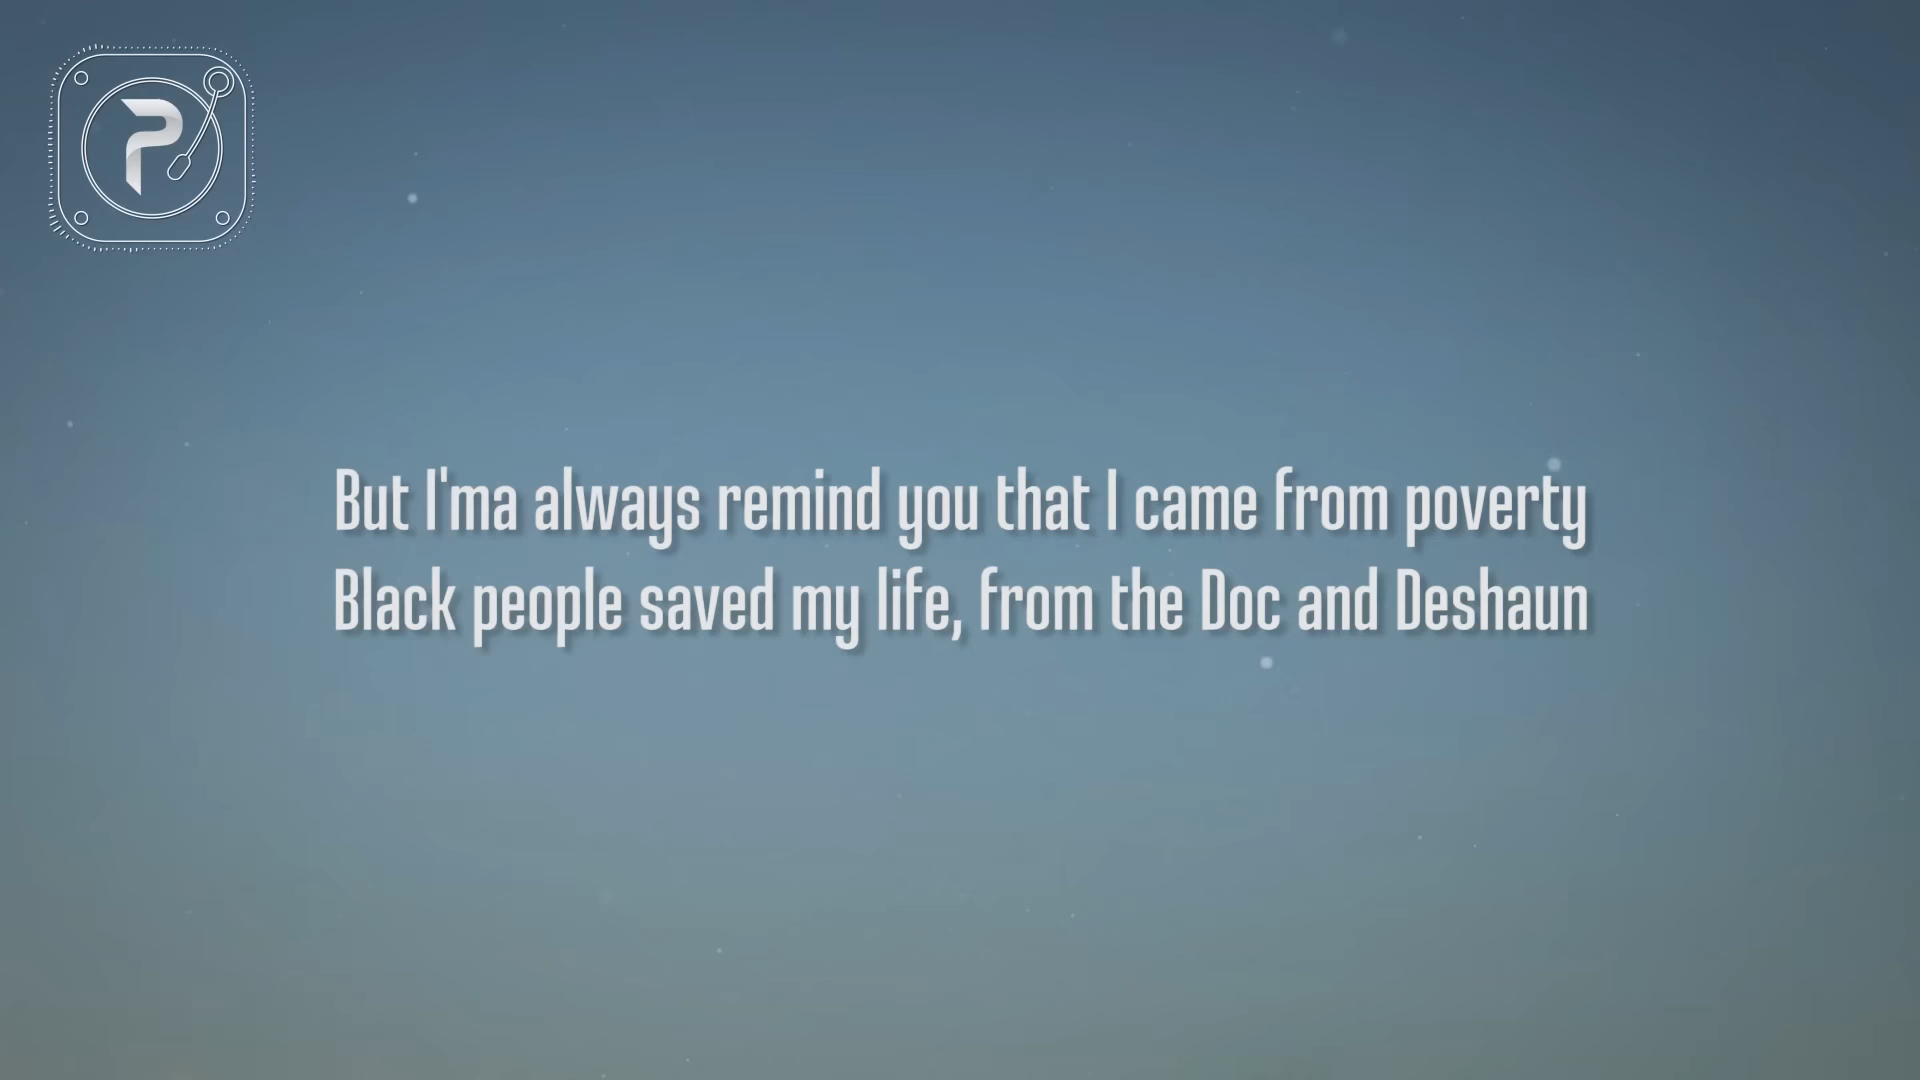 P
But I'ma always remind you that I came from poverty
Black people saved my life, from the Doc and Deshaun